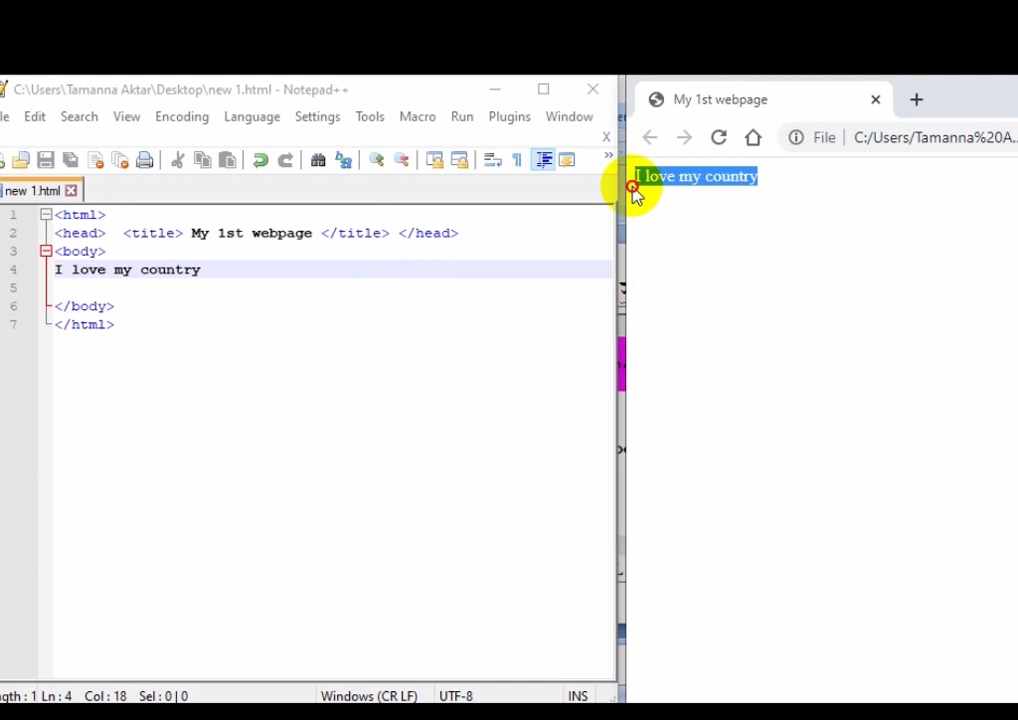 C:\Users\Tamanna Aktar\Desktop\new 1.html - Notepad++
Edit Search View Encoding Language Settings Tools Macro Run Plugins Window
X
»
new 1.html
1 <html>
2 <head> <title> My 1st webpage </title> </head>
3 <body>
4 I love my country
5
6 </body>
7 </html>
Ln : 4 Col : 18 Sel : 0 | 0 Windows (CR LF) UTF-8 INS
My 1st webpage
File C:/Users/Tamanna%20A...
I love my country